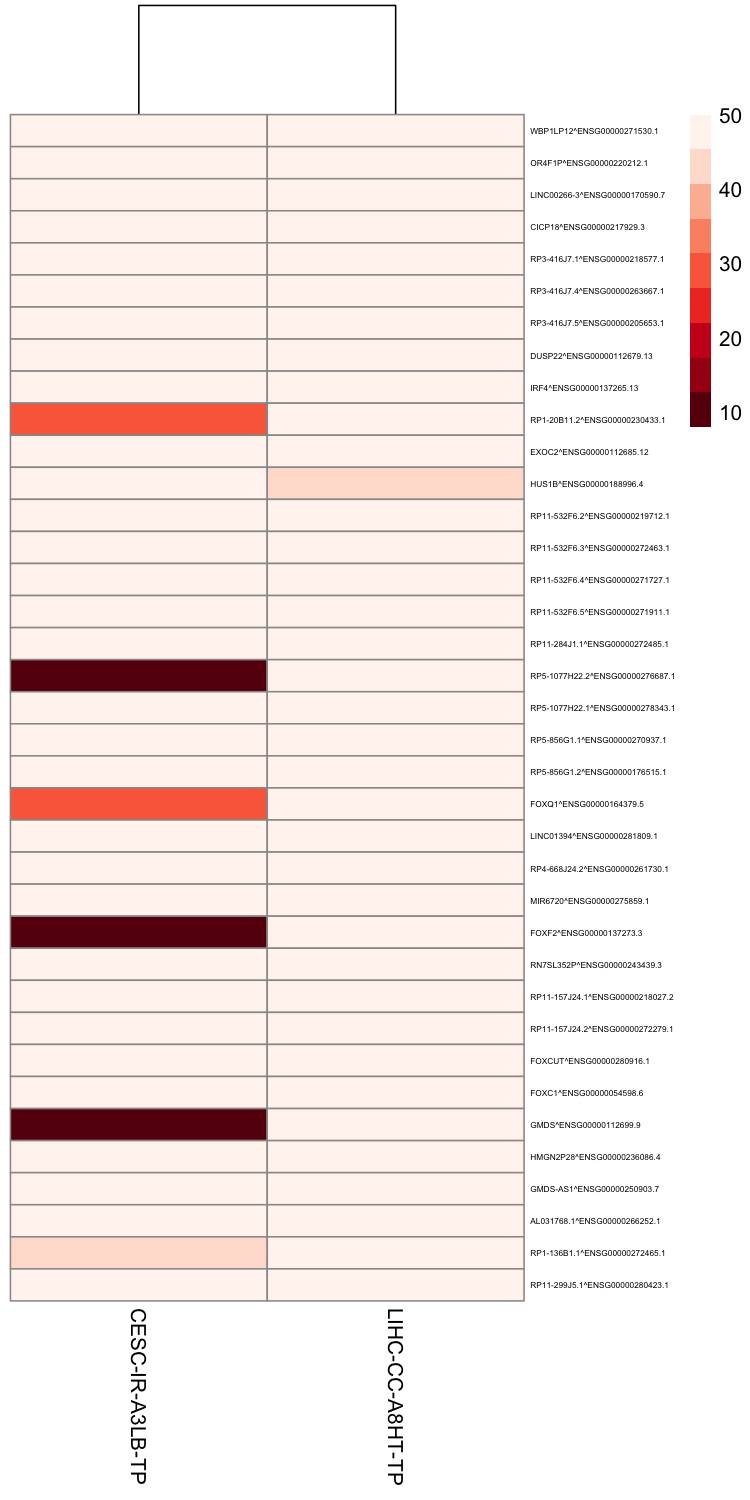 WBP1LP12^ENSG00000271530.1
OR4F1P^ENSG00000220212.1
LINC00266-3^ENSG00000170590.7
CICP18^ENSG00000217929.3
RP3-416J7.1^ENSG00000218577.1
RP3-416J7.4^ENSG00000263667.1
RP3-416J7.5^ENSG00000205653.1
DUSP22^ENSG00000112679.13
IRF4^ENSG00000137265.13
RP1-20B11.2^ENSG00000230433.1
EXOC2^ENSG00000112685.12
HUS1B^ENSG00000188996.4
RP11-532F6.2^ENSG00000219712.1
RP11-532F6.3^ENSG00000272463.1
RP11-532F6.4^ENSG00000271727.1
RP11-532F6.5^ENSG00000271911.1
RP11-284J1.1^ENSG00000272485.1
RP5-1077H22.2^ENSG00000276687.1
RP5-1077H22.1^ENSG00000278343.1
RP5-856G1.1^ENSG00000270937.1
RP5-856G1.2^ENSG00000176515.1
FOXQ1^ENSG00000164379.5
LINC01394^ENSG00000281809.1
RP4-668J24.2^ENSG00000261730.1
MIR6720^ENSG00000275859.1
FOXF2^ENSG00000137273.3
RN7SL352P^ENSG00000243439.3
RP11-157J24.1^ENSG00000218027.2
RP11-157J24.2^ENSG00000272279.1
FOXCUT^ENSG00000280916.1
FOXC1^ENSG00000054598.6
GMDS^ENSG00000112699.9
HMGN2P28^ENSG00000236086.4
GMDS-AS1^ENSG00000250903.7
AL031768.1^ENSG00000266252.1
RP1-136B1.1^ENSG00000272465.1
RP11-299J5.1^ENSG00000280423.1
50
40
30
20
10
CESC-IR-A3LB-TP
LIHC-CC-A8HT-TP